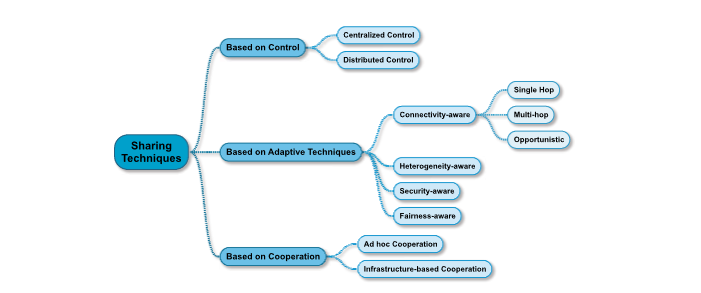 Sharing
Techniques
Based on Control
Centralized Control
Distributed Control
Based on Adaptive Techniques
Connectivity-aware
Single Hop
Multi-hop
Opportunistic
Heterogeneity-aware
Security-aware
Fairness-aware
Based on Cooperation
Ad hoc Cooperation
Infrastructure-based Cooperation